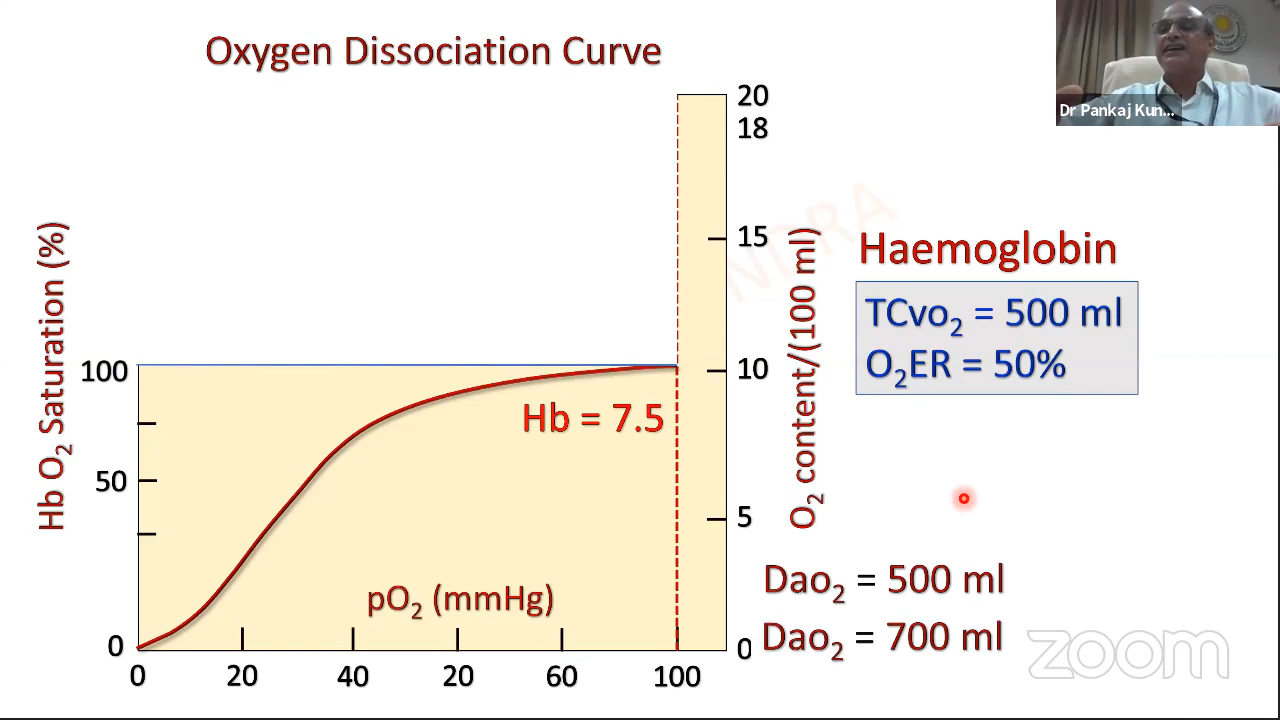 Oxygen Dissociation Curve
Dr Pankaj Kun...
20
18
15
10
5
0
O2 content/(100 ml)
Hb O2 Saturation (%)
100
50
0
Hb = 7.5
pO2 (mmHg)
0 20 40 20 60 100
NDRA
Haemoglobin
TCvo2 = 500 ml
O2ER = 50%
Dao2 = 500 ml
Dao2 = 700 ml
zoom